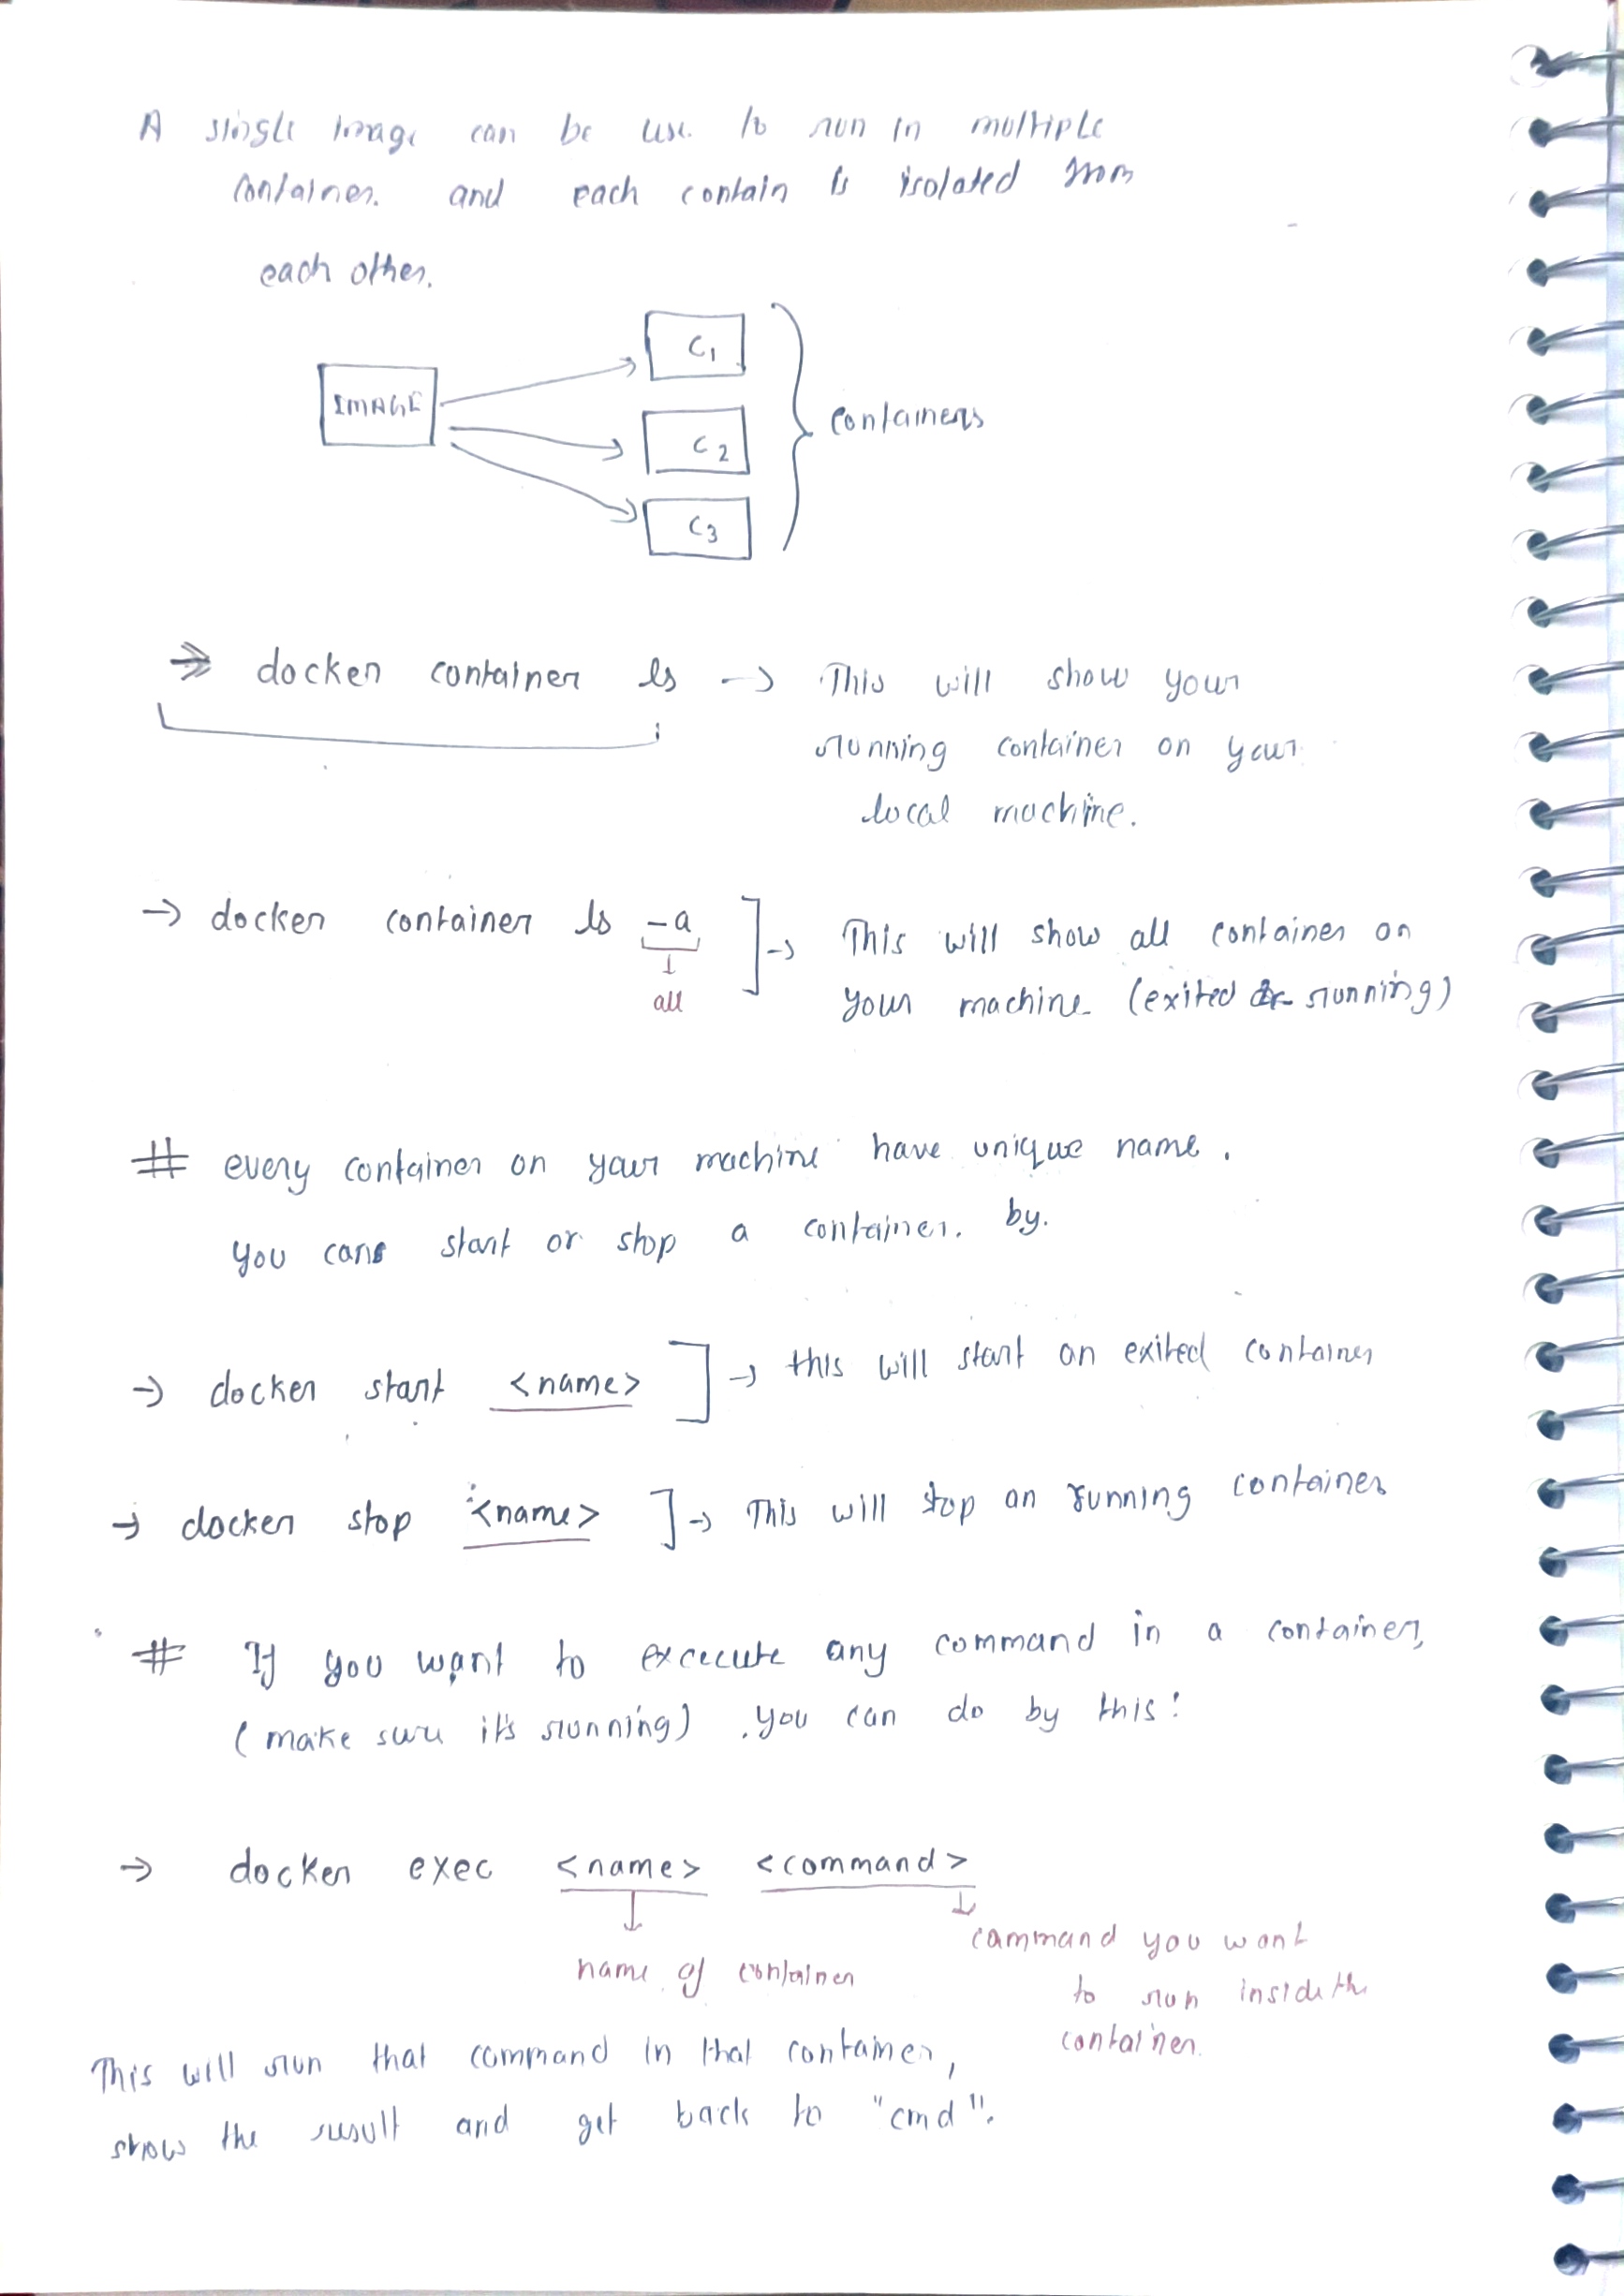 A single image can be use to run in multiple
container. and each contain is isolated from
each other.
IMAGE
C1
C2
C3
containers
docker container ls → This will show your
running container on your
local machine.
→ docker container ls -a ] → This will show all container on
all
your machine (exited & running)
# every container on your machine have unique name.
you can start or stop a container. by.
→ docker start <name> ] → this will start an exited container
→ docker stop <name> ] → This will stop an running container
# If you want to excecute any command in a container,
(make sure it's running) . you can do by this:
→ docker exec <name> <command>
name of container
command you want
to run inside the
container.
This will run that command in that container,
show the result and get back to "cmd".